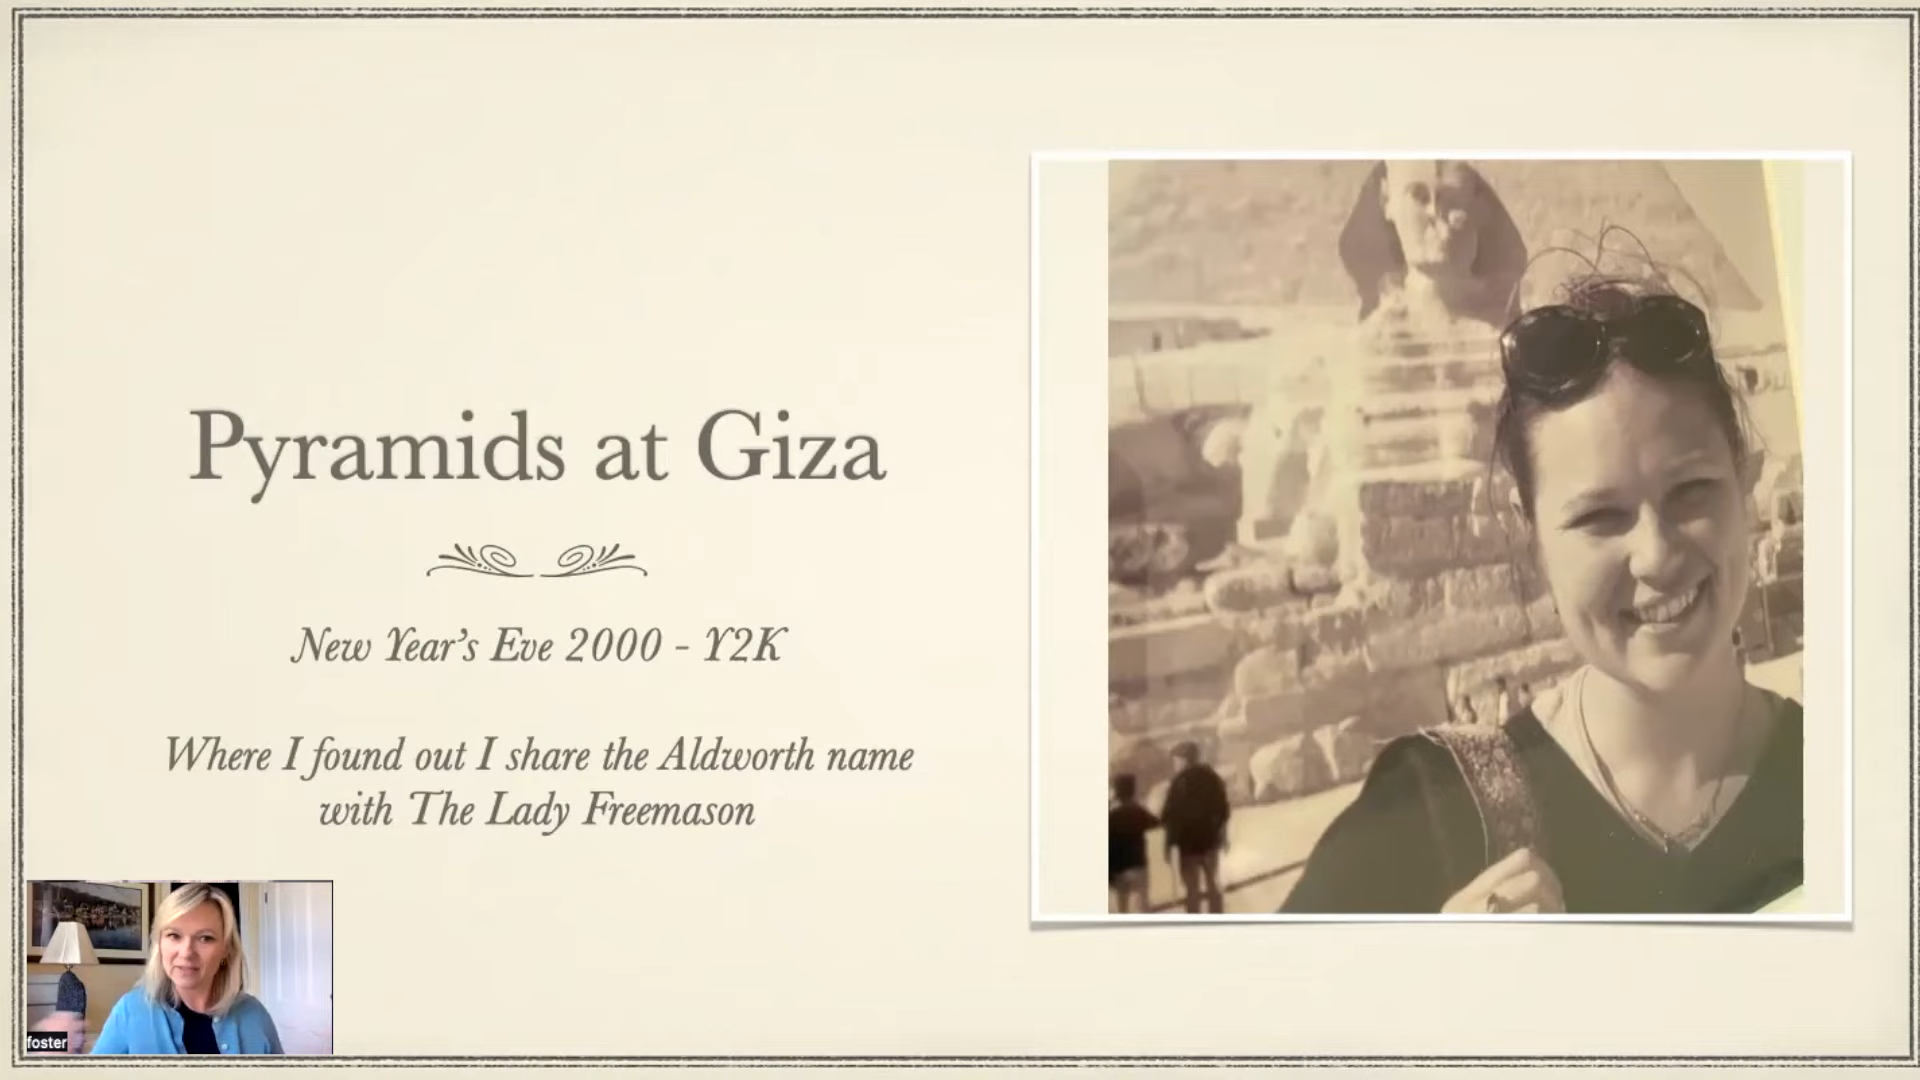 Pyramids at Giza
New Year's Eve 2000 - Y2K
Where I found out I share the Aldworth name
with The Lady Freemason
foster